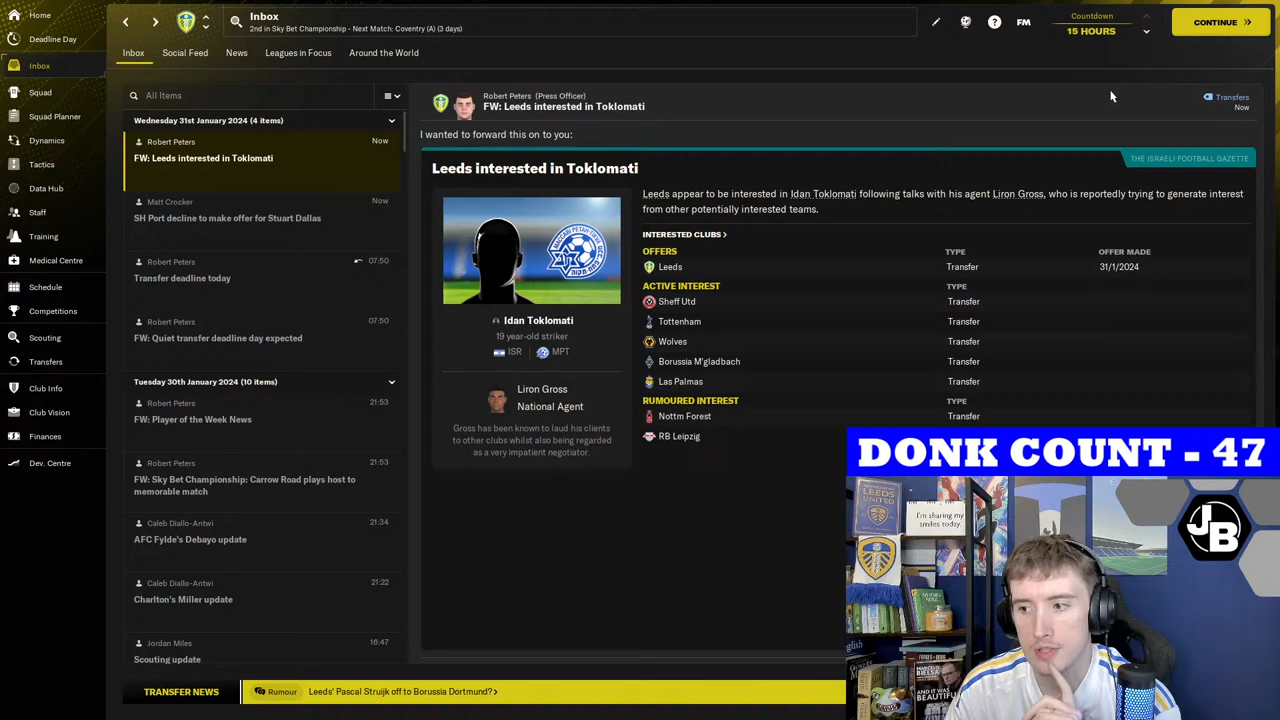 Home
Deadline Day
Inbox
Squad
Squad Planner
Dynamics
Tactics
Data Hub
Staff
Training
Medical Centre
Schedule
Competitions
Scouting
Transfers
Club Info
Club Vision
Finances
Dev. Centre
Inbox
2nd in Sky Bet Championship - Next Match: Coventry (A) (3 days)
FM
Countdown
15 HOURS
CONTINUE
Inbox
Social Feed
News
Leagues in Focus
Around the World
All Items
Wednesday 31st January 2024 (4 items)
Robert Peters Now
FW: Leeds interested in Toklomati
Matt Crocker Now
SH Port decline to make offer for Stuart Dallas
Robert Peters 07:50
Transfer deadline today
Robert Peters 07:50
FW: Quiet transfer deadline day expected
Tuesday 30th January 2024 (10 items)
Robert Peters 21:53
FW: Player of the Week News
Robert Peters 21:53
FW: Sky Bet Championship: Carrow Road plays host to
memorable match
Caleb Diallo-Antwi 21:34
AFC Fylde's Debayo update
Caleb Diallo-Antwi 21:22
Charlton's Miller update
Jordan Miles 16:47
Scouting update
Robert Peters (Press Officer)
FW: Leeds interested in Toklomati
Transfers
Now
I wanted to forward this on to you:
Leeds interested in Toklomati
THE ISRAELI FOOTBALL GAZETTE
Idan Toklomati
19 year-old striker
ISR MPT
Liron Gross
National Agent
Gross has been known to laud his clients
to other clubs whilst also being regarded
as a very impatient negotiator.
Leeds appear to be interested in Idan Toklomati following talks with his agent Liron Gross, who is reportedly trying to generate interest
from other potentially interested teams.
INTERESTED CLUBS >
OFFERS TYPE OFFER MADE
Leeds Transfer 31/1/2024
ACTIVE INTEREST TYPE
Sheff Utd Transfer
Tottenham Transfer
Wolves Transfer
Borussia M'gladbach Transfer
Las Palmas Transfer
RUMOURED INTEREST TYPE
Nottm Forest Transfer
RB Leipzig
DONK COUNT - 47
LEEDS
UNITED
I'm sharing my
smiles today.
JB
MARCELO
BIELSA
AND IT WAS
BEAUTIFUL
TRANSFER NEWS
Rumour
Leeds' Pascal Struijk off to Borussia Dortmund? >